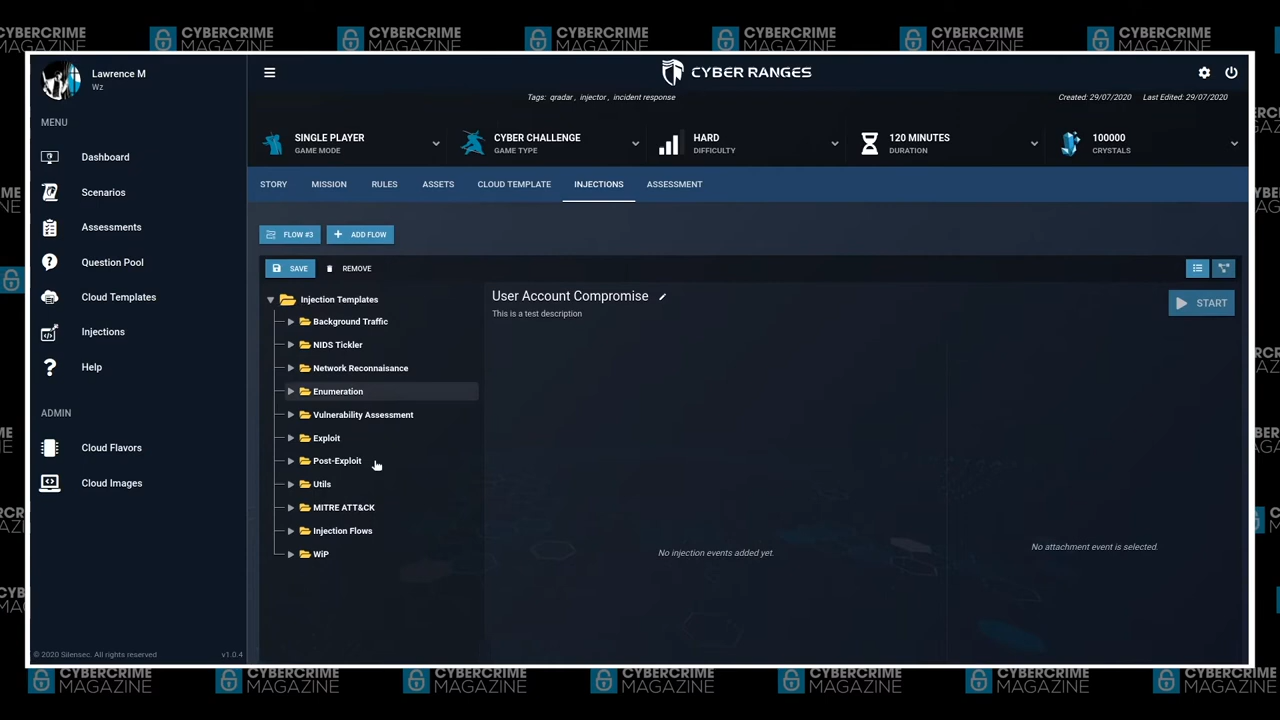 CYBERCRIME MAGAZINE
Lawrence M
Wz
MENU
Dashboard
Scenarios
Assessments
Question Pool
Cloud Templates
Injections
Help
ADMIN
Cloud Flavors
Cloud Images
© 2020 Silensec. All rights reserved
v1.0.4
CYBER RANGES
Tags: qradar , injector , incident response
Created: 29/07/2020 Last Edited: 29/07/2020
SINGLE PLAYER
GAME MODE
CYBER CHALLENGE
GAME TYPE
HARD
DIFFICULTY
120 MINUTES
DURATION
100000
CRYSTALS
STORY MISSION RULES ASSETS CLOUD TEMPLATE INJECTIONS ASSESSMENT
FLOW #3 ADD FLOW
SAVE REMOVE
Injection Templates
Background Traffic
NIDS Tickler
Network Reconnaisance
Enumeration
Vulnerability Assessment
Exploit
Post-Exploit
Utils
MITRE ATT&CK
Injection Flows
WiP
User Account Compromise
This is a test description
START
No injection events added yet.
No attachment event is selected.
CYBERCRIME MAGAZINE